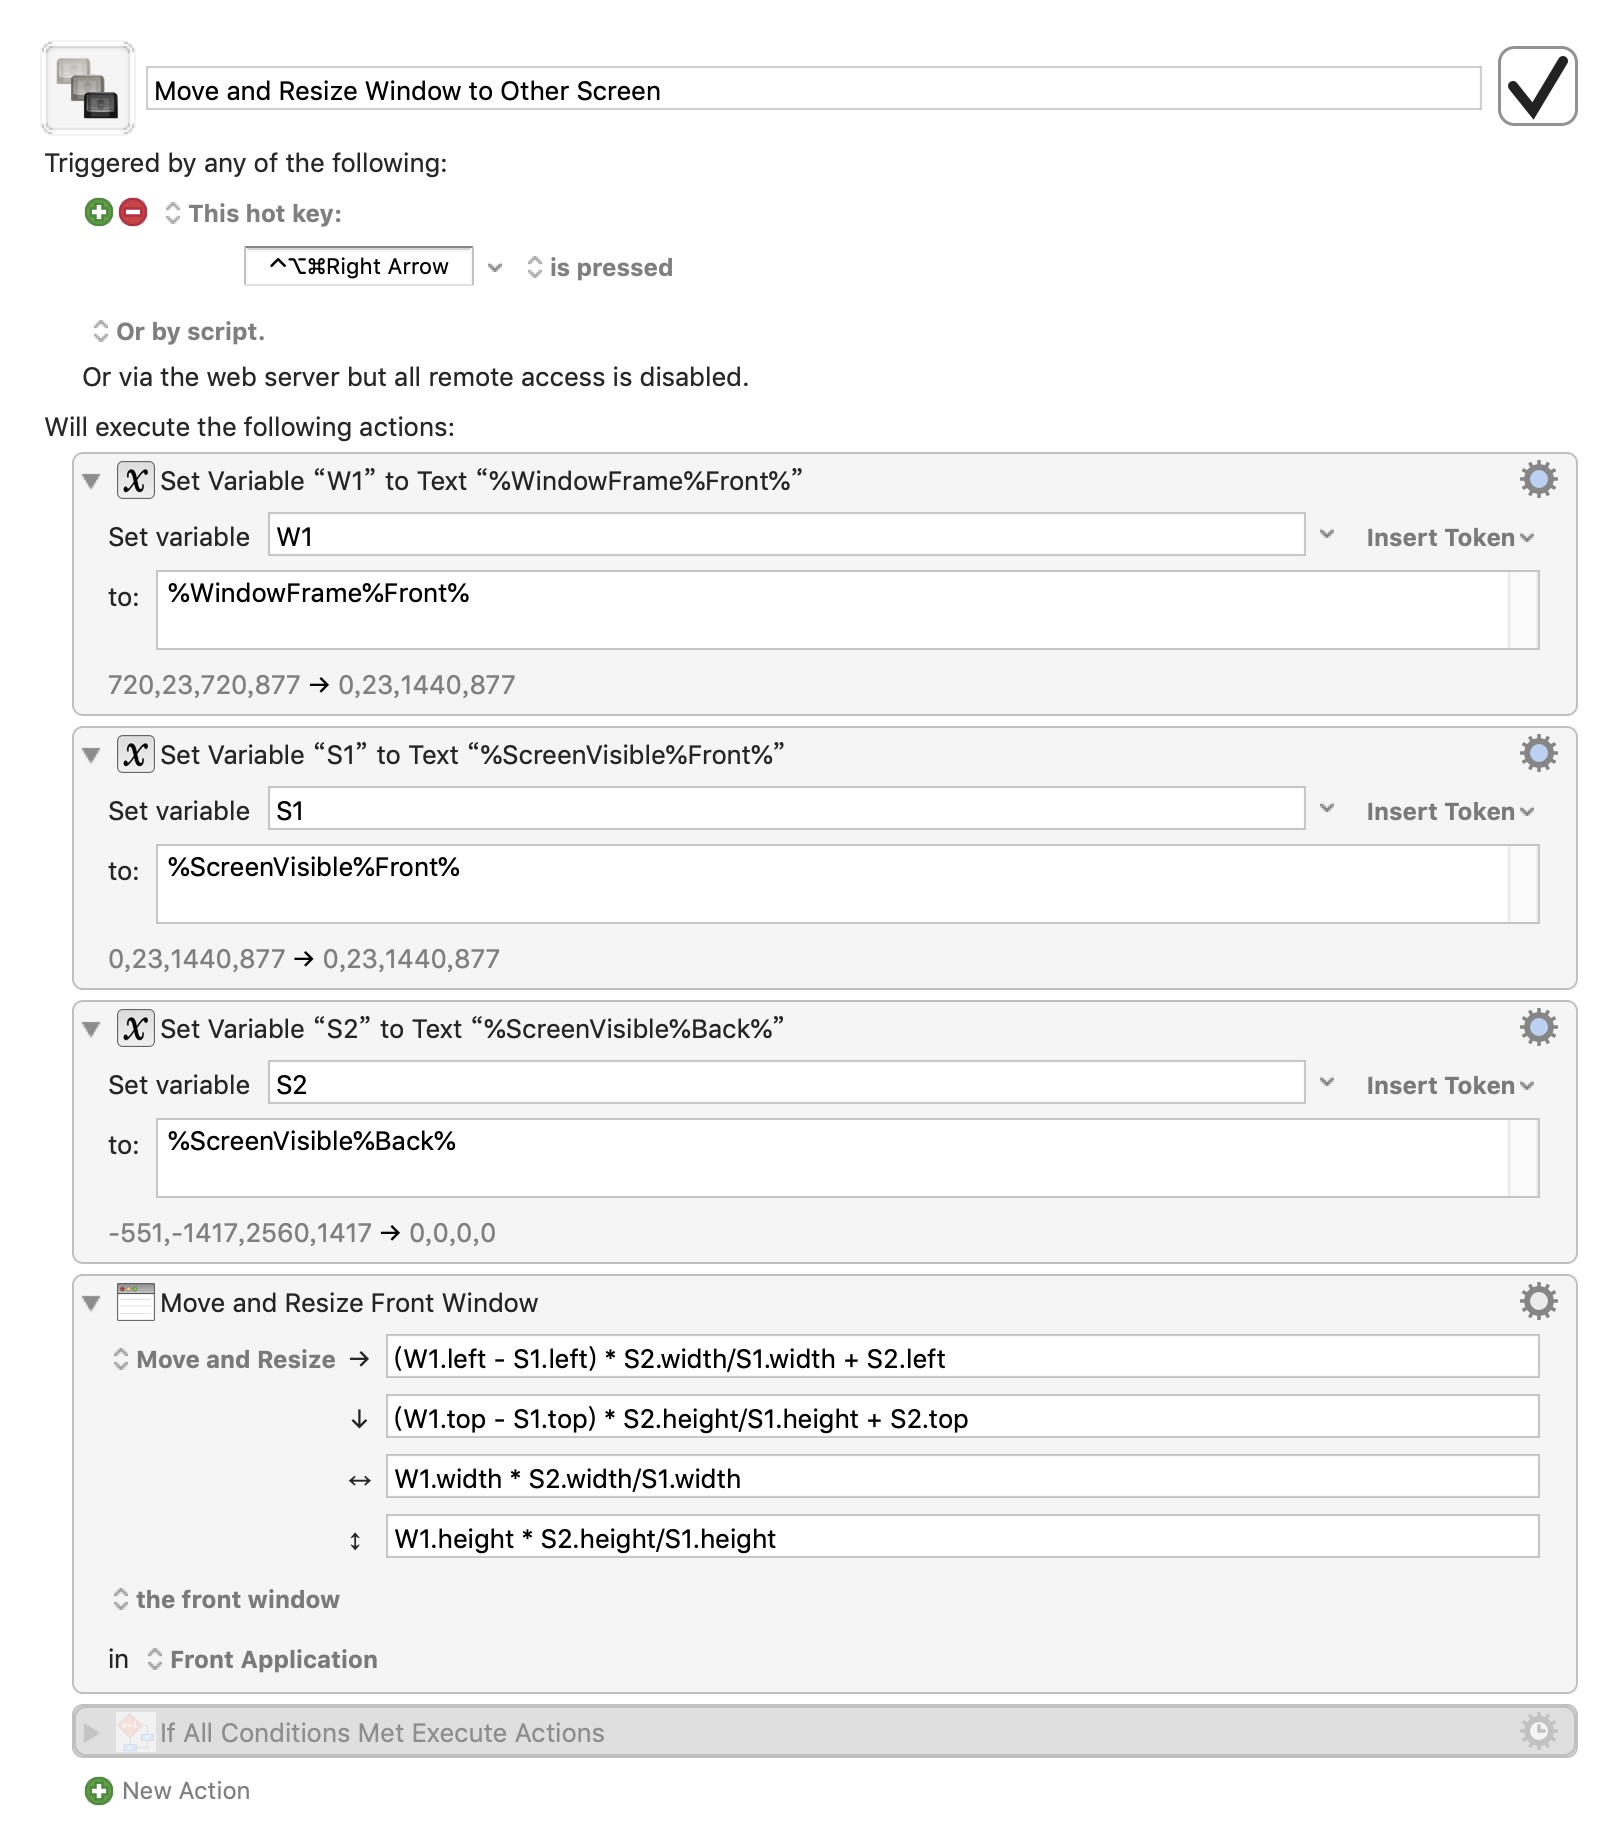 Move and Resize Window to Other Screen
Triggered by any of the following:
This hot key:
^⌥⌘Right Arrow is pressed
Or by script.
Or via the web server but all remote access is disabled.
Will execute the following actions:
Set Variable “W1” to Text “%WindowFrame%Front%”
Set variable W1 Insert Token
to: %WindowFrame%Front%
720,23,720,877 → 0,23,1440,877
Set Variable “S1” to Text “%ScreenVisible%Front%”
Set variable S1 Insert Token
to: %ScreenVisible%Front%
0,23,1440,877 → 0,23,1440,877
Set Variable “S2” to Text “%ScreenVisible%Back%”
Set variable S2 Insert Token
to: %ScreenVisible%Back%
-551,-1417,2560,1417 → 0,0,0,0
Move and Resize Front Window
Move and Resize → (W1.left - S1.left) * S2.width/S1.width + S2.left
↓ (W1.top - S1.top) * S2.height/S1.height + S2.top
↔ W1.width * S2.width/S1.width
↕ W1.height * S2.height/S1.height
the front window
in Front Application
If All Conditions Met Execute Actions
New Action